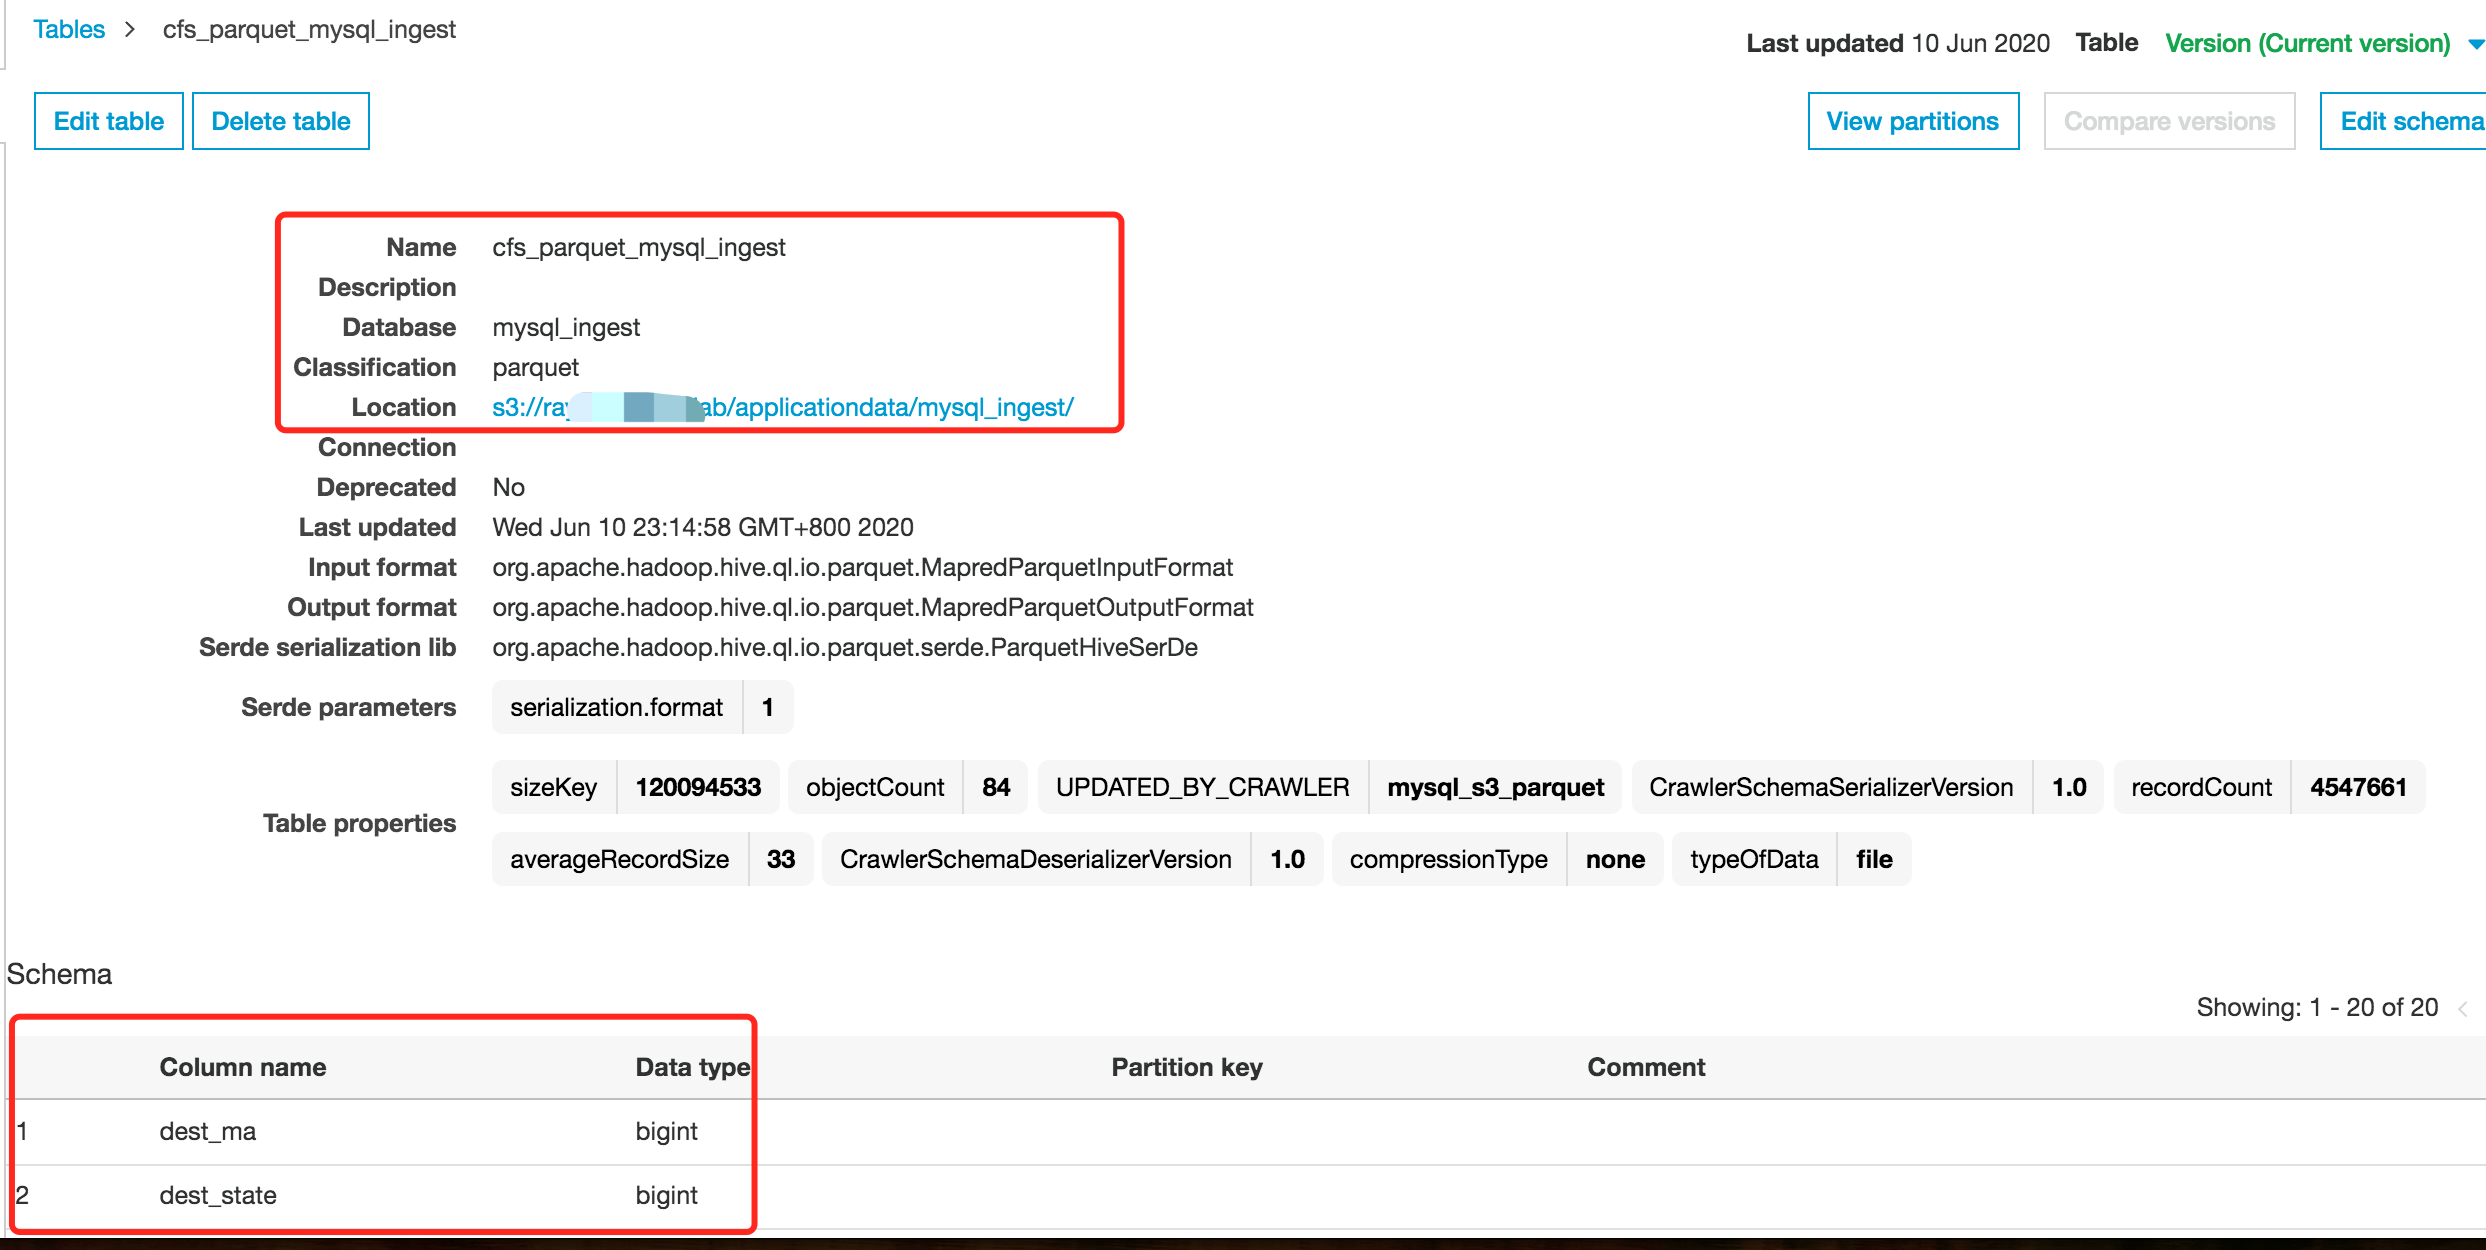 Tables > cfs_parquet_mysql_ingest
Last updated 10 Jun 2020 Table Version (Current version)
Edit table Delete table View partitions Compare versions Edit schema
Name cfs_parquet_mysql_ingest
Description
Database mysql_ingest
Classification parquet
Location s3://ray ab/applicationdata/mysql_ingest/
Connection
Deprecated No
Last updated Wed Jun 10 23:14:58 GMT+800 2020
Input format org.apache.hadoop.hive.ql.io.parquet.MapredParquetInputFormat
Output format org.apache.hadoop.hive.ql.io.parquet.MapredParquetOutputFormat
Serde serialization lib org.apache.hadoop.hive.ql.io.parquet.serde.ParquetHiveSerDe
Serde parameters serialization.format 1
sizeKey 120094533 objectCount 84 UPDATED_BY_CRAWLER mysql_s3_parquet CrawlerSchemaSerializerVersion 1.0 recordCount 4547661
Table properties
averageRecordSize 33 CrawlerSchemaDeserializerVersion 1.0 compressionType none typeOfData file
Schema
Showing: 1 - 20 of 20 <
Column name Data type Partition key Comment
1 dest_ma bigint
2 dest_state bigint